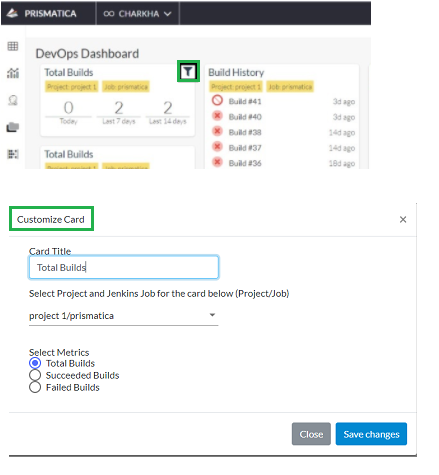 PRISMATICA
CHARKHA
DevOps Dashboard
Total Builds
Project: project 1 Job: prismatica
0 2 2
Today Last 7 days Last 14 days
Total Builds
Project: project 1 Job: prismatica
Build History
Project: project 1 Job: prismatica
Build #41 3d ago
Build #40 3d ago
Build #38 14d ago
Build #37 14d ago
Build #36 18d ago
Customize Card ×
Card Title
Total Builds
Select Project and Jenkins Job for the card below (Project/Job)
project 1/prismatica
Select Metrics
Total Builds
Succeeded Builds
Failed Builds
Close Save changes